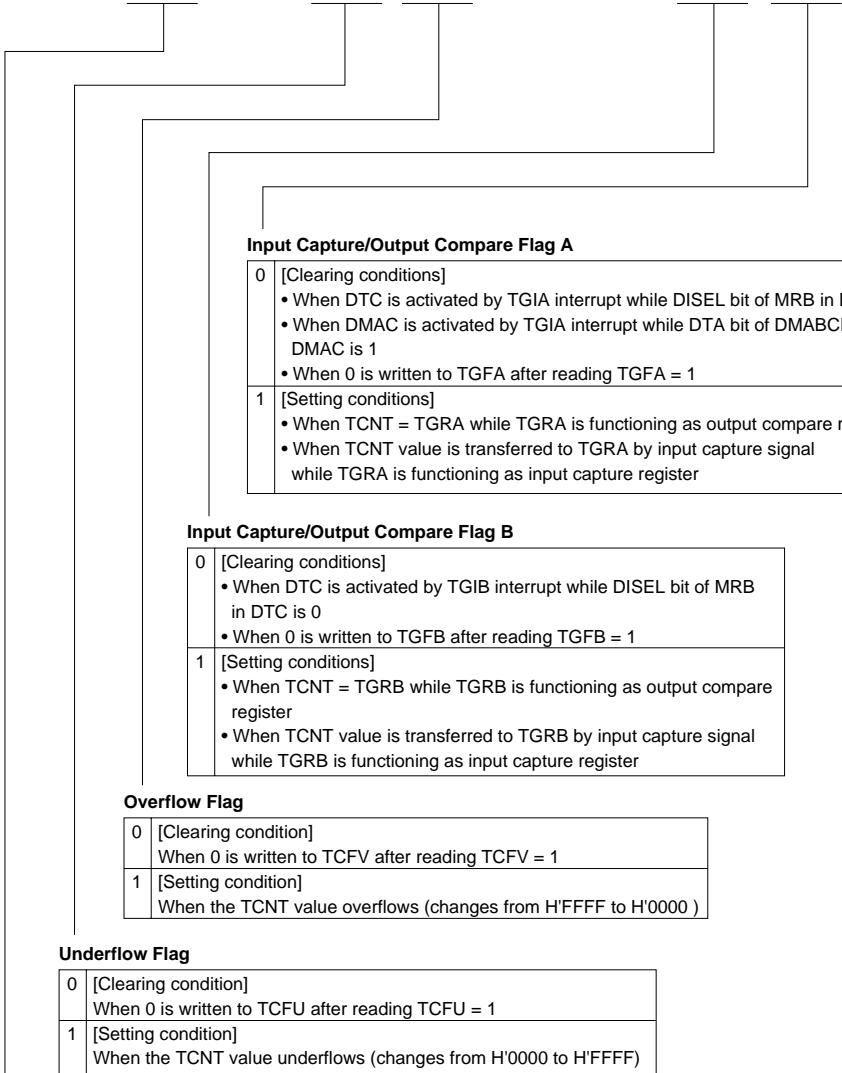 Input Capture/Output Compare Flag A
0 [Clearing conditions]
• When DTC is activated by TGIA interrupt while DISEL bit of MRB in
• When DMAC is activated by TGIA interrupt while DTA bit of
DMAC is 1
• When 0 is written to TGFA after reading TGFA = 1
1 [Setting conditions]
• When TCNT = TGRA while TGRA is functioning as output compare
• When TCNT value is transferred to TGRA by input capture signal
while TGRA is functioning as input capture register
Input Capture/Output Compare Flag B
0 [Clearing conditions]
• When DTC is activated by TGIB interrupt while DISEL bit of MRB
in DTC is 0
• When 0 is written to TGFB after reading TGFB = 1
1 [Setting conditions]
• When TCNT = TGRB while TGRB is functioning as output compare
register
• When TCNT value is transferred to TGRB by input capture signal
while TGRB is functioning as input capture register
Overflow Flag
0 [Clearing condition]
When 0 is written to TCFV after reading TCFV = 1
1 [Setting condition]
When the TCNT value overflows (changes from H'FFFF to H'0000 )
Underflow Flag
0 [Clearing condition]
When 0 is written to TCFU after reading TCFU = 1
1 [Setting condition]
When the TCNT value underflows (changes from H'0000 to H'FFFF)